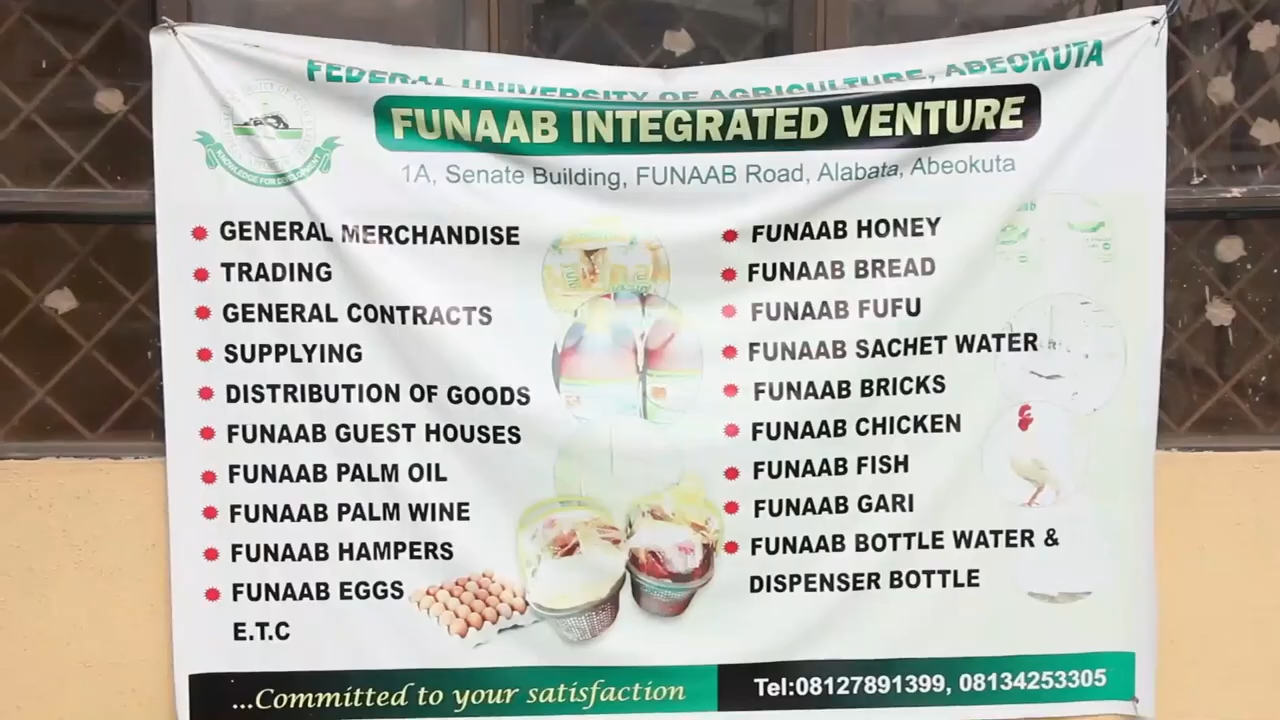 FEDERAL UNIVERSITY OF AGRICULTURE, ABEOKUTA
FUNAAB INTEGRATED VENTURE
1A, Senate Building, FUNAAB Road, Alabata, Abeokuta
KNOWLEDGE FOR DEVELOPMENT
GENERAL MERCHANDISE
TRADING
GENERAL CONTRACTS
SUPPLYING
DISTRIBUTION OF GOODS
FUNAAB GUEST HOUSES
FUNAAB PALM OIL
FUNAAB PALM WINE
FUNAAB HAMPERS
FUNAAB EGGS
E.T.C
FUNAAB HONEY
FUNAAB BREAD
FUNAAB FUFU
FUNAAB SACHET WATER
FUNAAB BRICKS
FUNAAB CHICKEN
FUNAAB FISH
FUNAAB GARI
FUNAAB BOTTLE WATER &
DISPENSER BOTTLE
...Committed to your satisfaction
Tel:08127891399, 08134253305